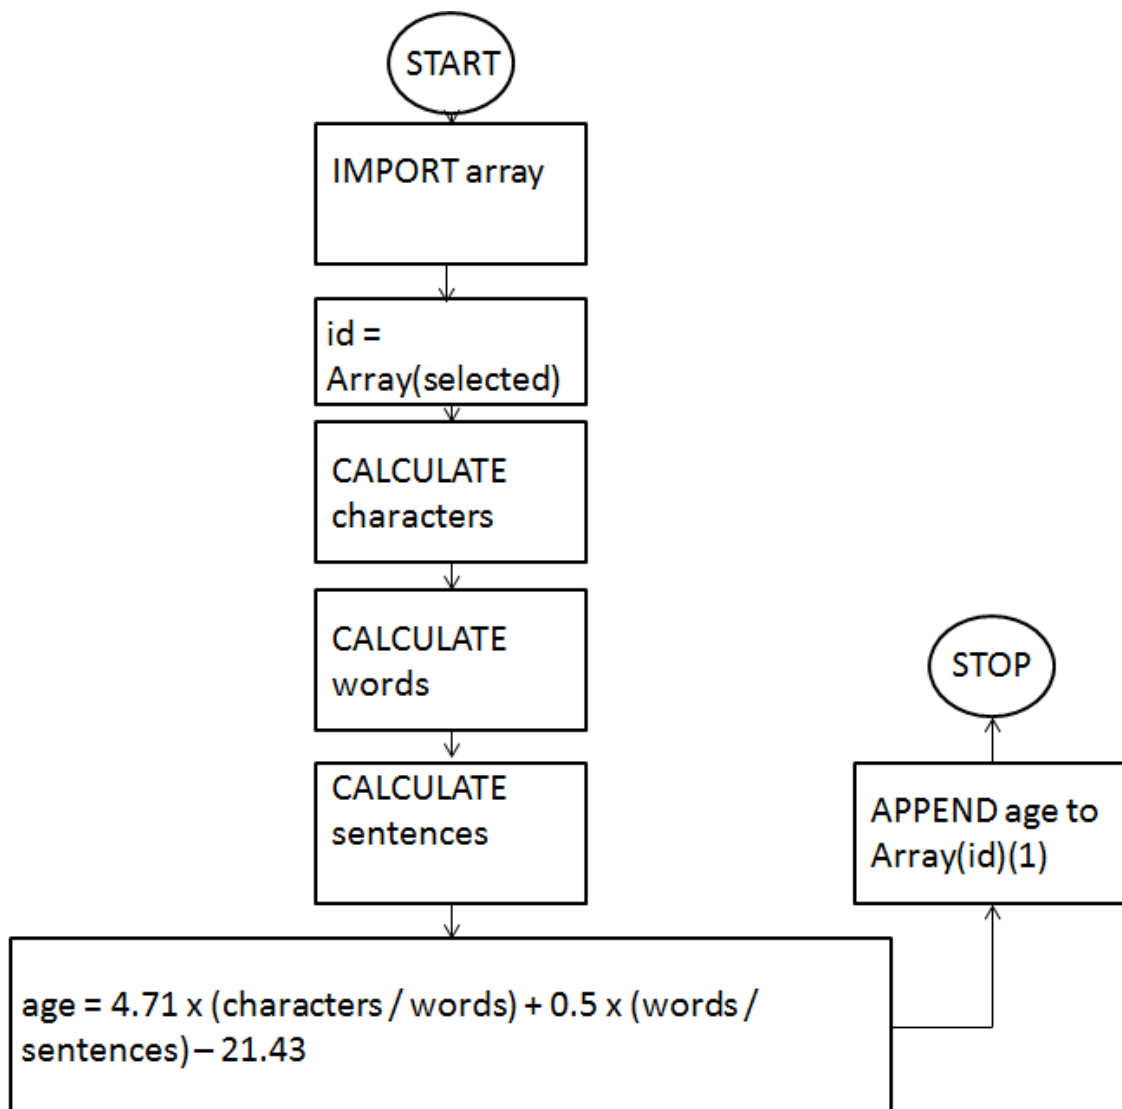 START
IMPORT array
id =
Array(selected)
CALCULATE
characters
CALCULATE
words
CALCULATE
sentences
age = 4.71 x (characters / words) + 0.5 x (words /
sentences) – 21.43
APPEND age to
Array(id)(1)
STOP